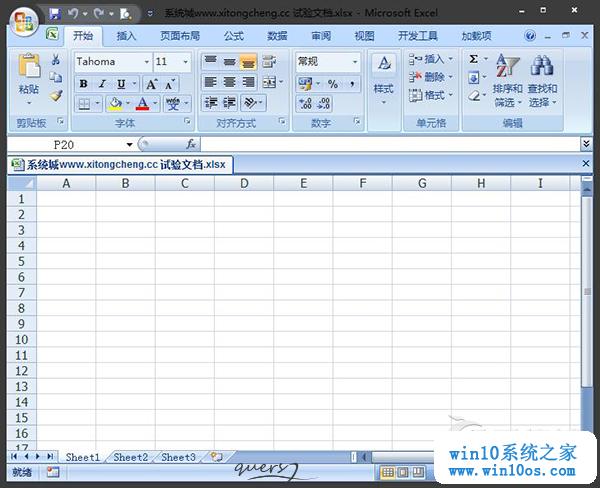 系统城www.xitongcheng.cc 试验文档.xlsx - Microsoft Excel
开始 插入 页面布局 公式 数据 审阅 视图 开发工具 加载项
Tahoma 11 常规 Σ
插入
粘贴 B I U 样式 删除 排序和筛选 查找和选择
A 格式
剪贴板 字体 对齐方式 数字 单元格 编辑
P20 fx
系统城www.xitongcheng.cc 试验文档.xlsx
A B C D E F G H I
1
2
3
4
5
6
7
8
9
10
11
12
13
14
15
16
17
Sheet1 Sheet2 Sheet3
就绪
win10系统之家
www.win10os.com